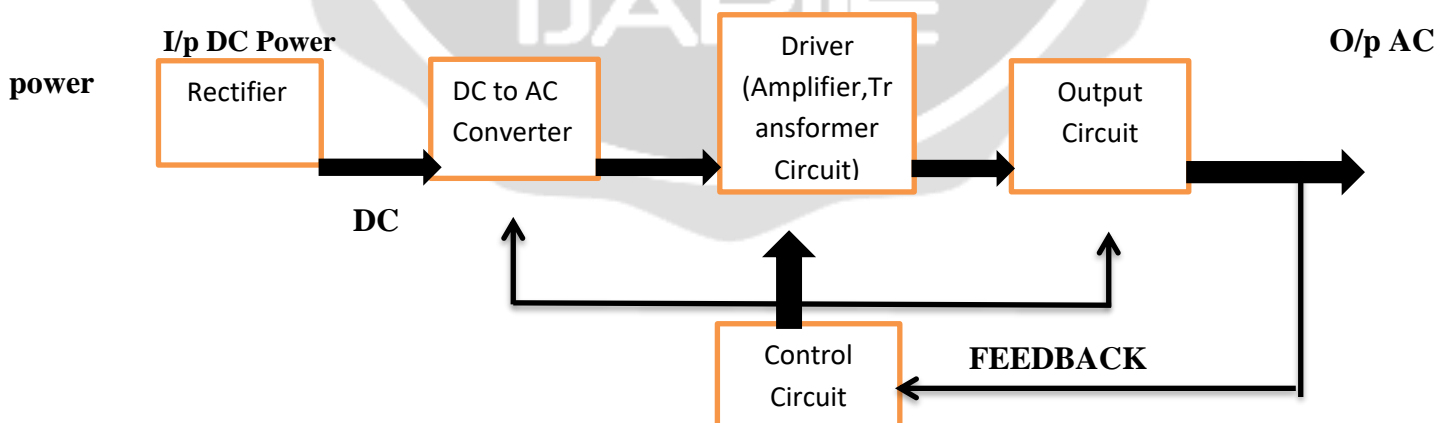 IJARIIE
I/p DC Power
O/p AC
power
Rectifier
DC to AC
Converter
Driver
(Amplifier,Tr
ansformer
Circuit)
Output
Circuit
DC
Control
Circuit
FEEDBACK